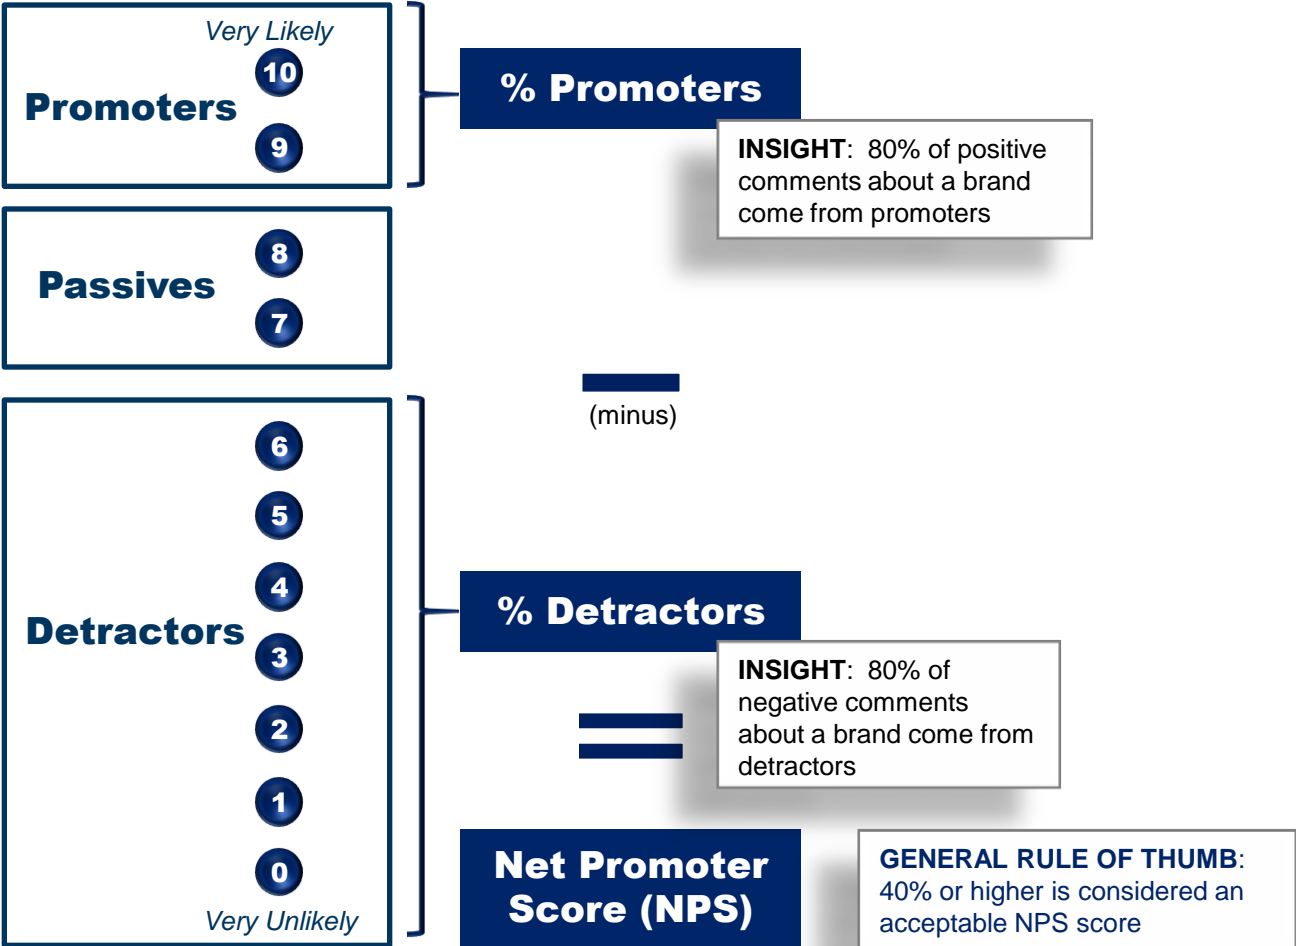 Very Likely
10
Promoters
9
% Promoters
INSIGHT:  80% of positive
comments about a brand
come from promoters
8
Passives
7
(minus)
6
5
4
Detractors
3
2
1
0
Very Unlikely
% Detractors
INSIGHT:  80% of
negative comments
about a brand come from
detractors
Net Promoter
Score (NPS)
GENERAL RULE OF THUMB:
40% or higher is considered an
acceptable NPS score